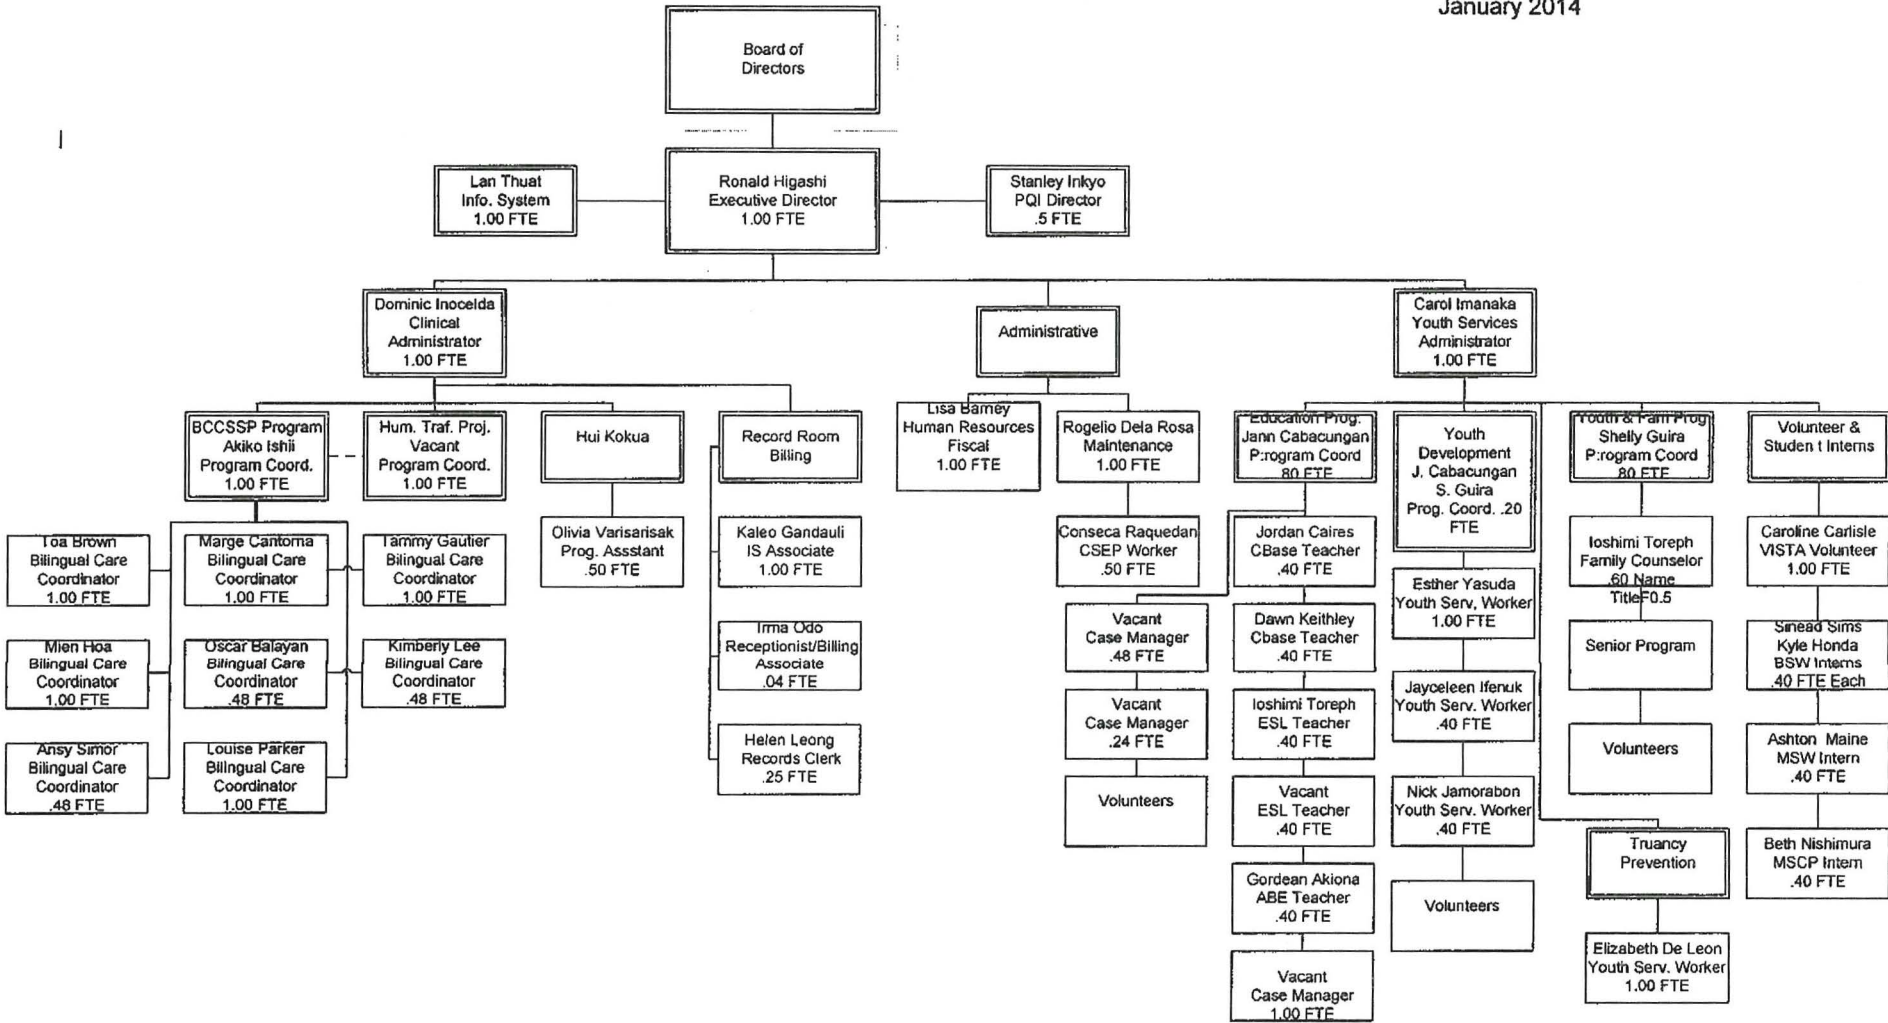 January 2014
Board of
Directors
Lan Thuat
Info. System
1.00 FTE
Ronald Higashi
Executive Director
1.00 FTE
Stanley Inkyo
PQI Director
.5 FTE
Dominic Inocelda
Clinical
Administrator
1.00 FTE
Administrative
Carol Imanaka
Youth Services
Administrator
1.00 FTE
BCCSSP Program
Akiko Ishii
Program Coord.
1.00 FTE
Hum. Traf. Proj.
Vacant
Program Coord.
1.00 FTE
Hui Kokua
Record Room
Billing
Lisa Barney
Human Resources
Fiscal
1.00 FTE
Rogelio Dela Rosa
Maintenance
1.00 FTE
Education Prog.
Jann Cabacungan
P:rogram Coord
80 FTE
Youth
Development
J. Cabacungan
S. Guira
Prog. Coord. .20
FTE
Youth & Fam Prog
Shelly Guira
P:rogram Coord
80 FTE
Volunteer &
Studen t Interns
Toa Brown
Bilingual Care
Coordinator
1.00 FTE
Marge Cantorna
Bilingual Care
Coordinator
1.00 FTE
Tammy Gautier
Bilingual Care
Coordinator
1.00 FTE
Olivia Varisarisak
Prog. Assstant
.50 FTE
Kaleo Gandauli
IS Associate
1.00 FTE
Conseca Raquedan
CSEP Worker
.50 FTE
Jordan Caires
CBase Teacher
.40 FTE
Ioshimi Toreph
Family Counselor
.60 Name
TitleF0.5
Caroline Carlisle
VISTA Volunteer
1.00 FTE
Mien Hoa
Bilingual Care
Coordinator
1.00 FTE
Oscar Balayan
Bilingual Care
Coordinator
.48 FTE
Kimberly Lee
Bilingual Care
Coordinator
.48 FTE
Irma Odo
Receptionist/Billing
Associate
.04 FTE
Vacant
Case Manager
.48 FTE
Dawn Keithley
Cbase Teacher
.40 FTE
Esther Yasuda
Youth Serv, Worker
1.00 FTE
Senior Program
Sinead Sims
Kyle Honda
BSW Interns
.40 FTE Each
Ansy Simor
Bilingual Care
Coordinator
.48 FTE
Louise Parker
Bilingual Care
Coordinator
1.00 FTE
Helen Leong
Records Clerk
.25 FTE
Vacant
Case Manager
.24 FTE
Ioshimi Toreph
ESL Teacher
.40 FTE
Jayceleen Ifenuk
Youth Serv. Worker
.40 FTE
Volunteers
Ashton Maine
MSW Intern
.40 FTE
Volunteers
Vacant
ESL Teacher
.40 FTE
Nick Jamorabon
Youth Serv. Worker
.40 FTE
Truancy
Prevention
Beth Nishimura
MSCP Intern
.40 FTE
Gordean Akiona
ABE Teacher
.40 FTE
Volunteers
Elizabeth De Leon
Youth Serv. Worker
1.00 FTE
Vacant
Case Manager
1.00 FTE